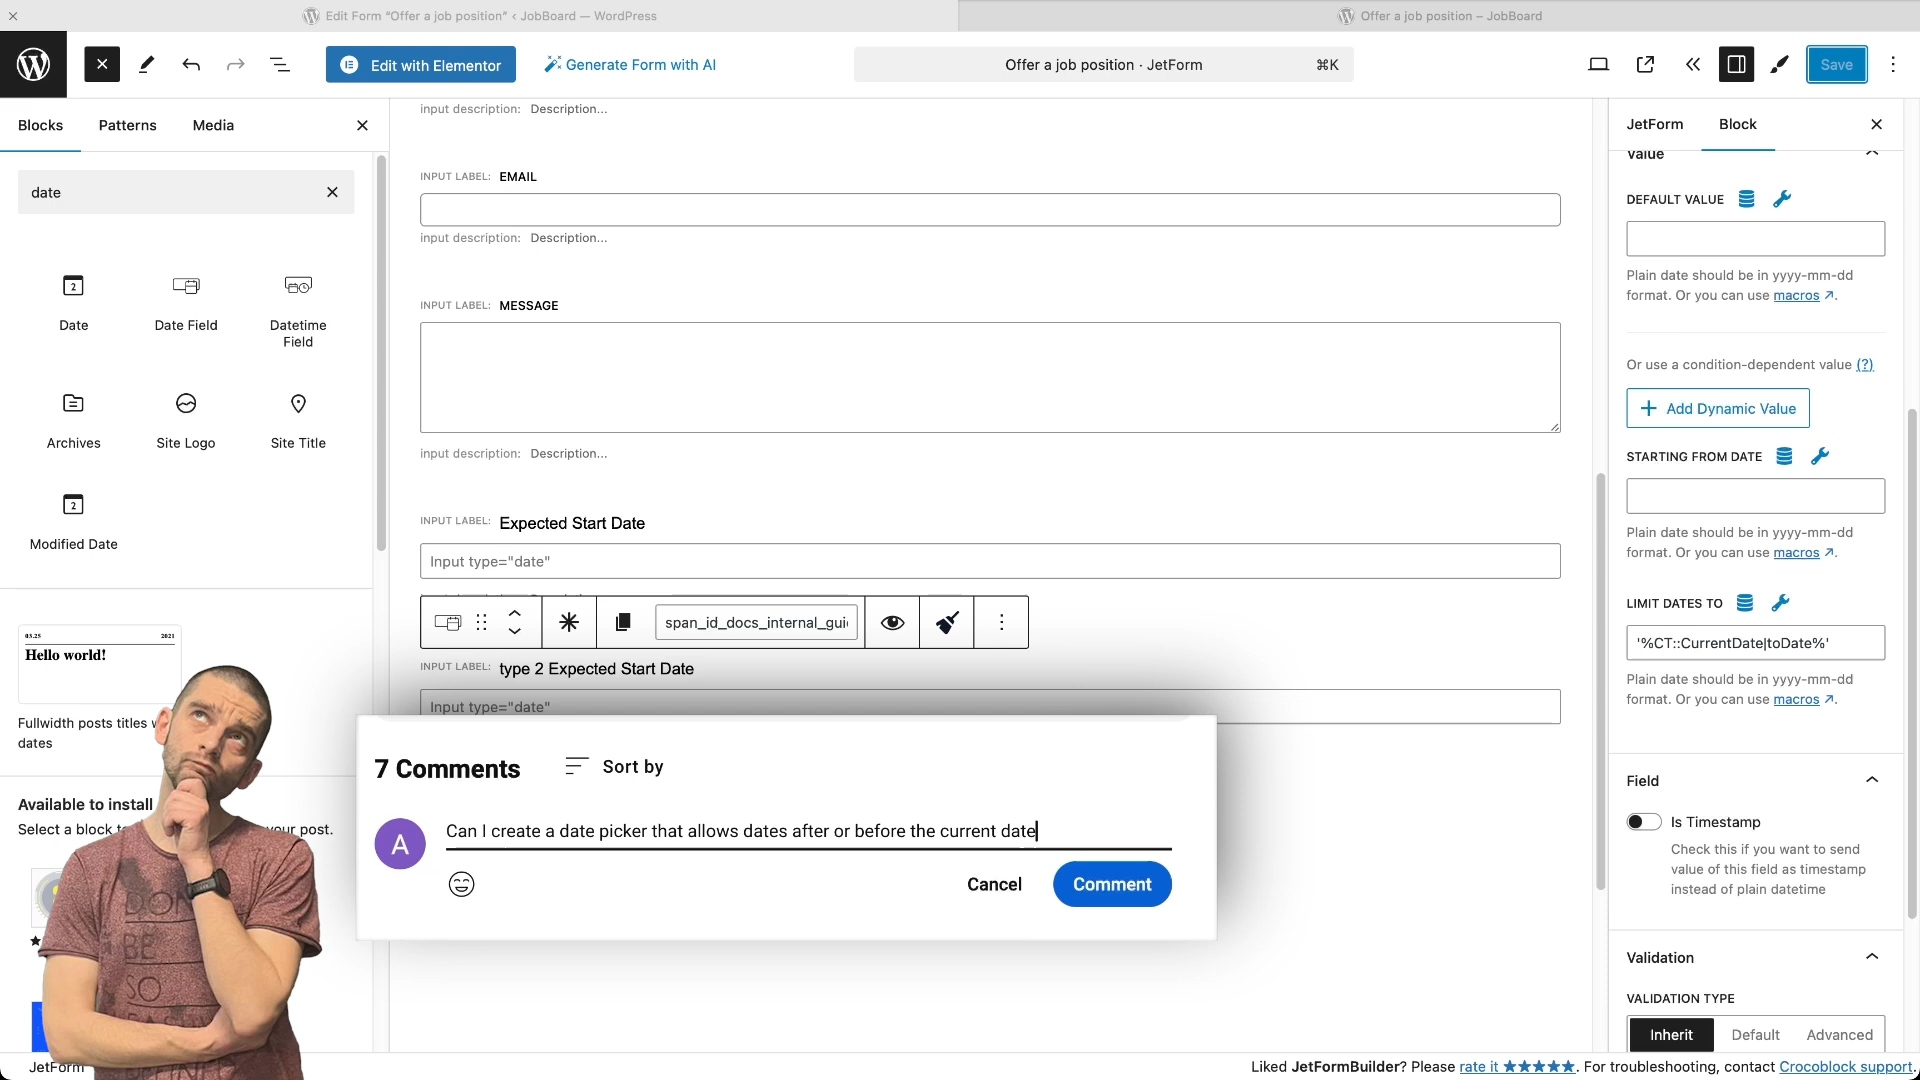 Edit Form “Offer a job position” ‹ JobBoard — WordPress
Offer a job position – JobBoard
Edit with Elementor
Generate Form with AI
Offer a job position · JetForm
⌘K
Save
Blocks
Patterns
Media
date
Date
Date Field
Datetime
Field
Archives
Site Logo
Site Title
Modified Date
03.25
2021
Hello world!
Fullwidth posts titles
dates
Available to install
Select a block
your post.
JetForm
input description: Description...
INPUT LABEL: EMAIL
input description: Description...
INPUT LABEL: MESSAGE
input description: Description...
INPUT LABEL: Expected Start Date
Input type="date"
span_id_docs_internal_gui
INPUT LABEL: type 2 Expected Start Date
Input type="date"
7 Comments
Sort by
A
Can I create a date picker that allows dates after or before the current date
Cancel
Comment
JetForm
Block
Value
DEFAULT VALUE
Plain date should be in yyyy-mm-dd
format. Or you can use macros ↗.
Or use a condition-dependent value (?)
Add Dynamic Value
STARTING FROM DATE
Plain date should be in yyyy-mm-dd
format. Or you can use macros ↗.
LIMIT DATES TO
'%CT::CurrentDate|toDate%'
Plain date should be in yyyy-mm-dd
format. Or you can use macros ↗.
Field
Is Timestamp
Check this if you want to send
value of this field as timestamp
instead of plain datetime
Validation
VALIDATION TYPE
Inherit
Default
Advanced
Liked JetFormBuilder? Please rate it ★★★★★. For troubleshooting, contact Crocoblock support.
DON
BE
SO